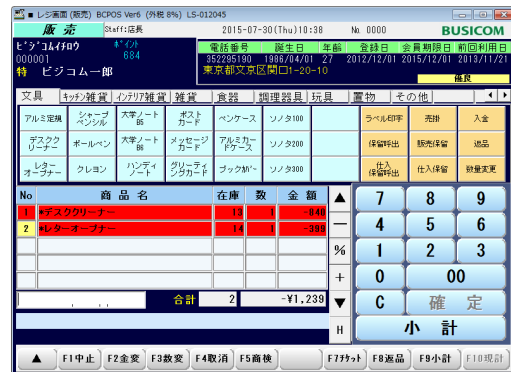 ■ レジ画面 (販売) BCPOS Ver6 (外税 8%) LS-012045
販 売 Staff:店長 2015-07-30(Thu)10:38 No. 0000 BUSICOM
ﾋﾞｼﾞｺﾑｲﾁﾛｳ ﾎﾟｲﾝﾄ 電話番号 誕生日 年齢 登録日 会員期限日 前回利用日
000001 684 352295190 1986/04/01 27 2012/12/01 2015/12/01 2013/11/21
特 ビジコム一郎 東京都文京区関口1-20-10
優良
文具 ｷｯﾁﾝ雑貨 ｲﾝﾃﾘｱ雑貨 雑貨 食器 調理器具 玩具 置物 その他
アルミ定規 シャープペンシル 大学ノートB5 ポストカード ペンケース ソノタ100 ラベル印字 売掛 入金
デスククリーナー ボールペン 大学ノートB6 メッセージカード アルミカードケース ソノタ200 保留呼出 販売保留 返品
レターオープナー クレヨン ハンディノート グリーティングカード ブックｶﾊﾞｰ ソノタ300 仕入保留呼出 仕入保留 数量変更
No 商 品 名 在庫 数 金 額 ▲ 7 8 9
1 *デスククリーナー 13 1 -840
2 *レターオープナー 14 1 -399
— 4 5 6
% 1 2 3
+ 0 00
合計 2 -¥1,239 ▼ C 確 定
H 小 計
▲ F1中止 F2金変 F3数変 F4取消 F5商検 F7ﾁｹｯﾄ F8返品 F9小計 F10現計